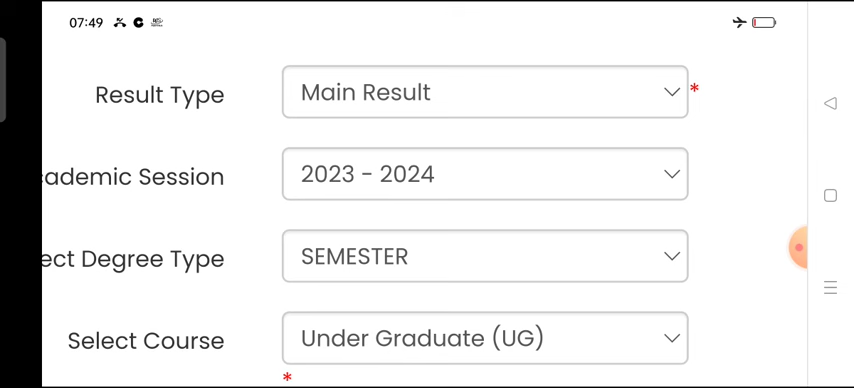 07:49
Result Type Main Result *
ademic Session 2023 - 2024
ect Degree Type SEMESTER
Select Course Under Graduate (UG)
*